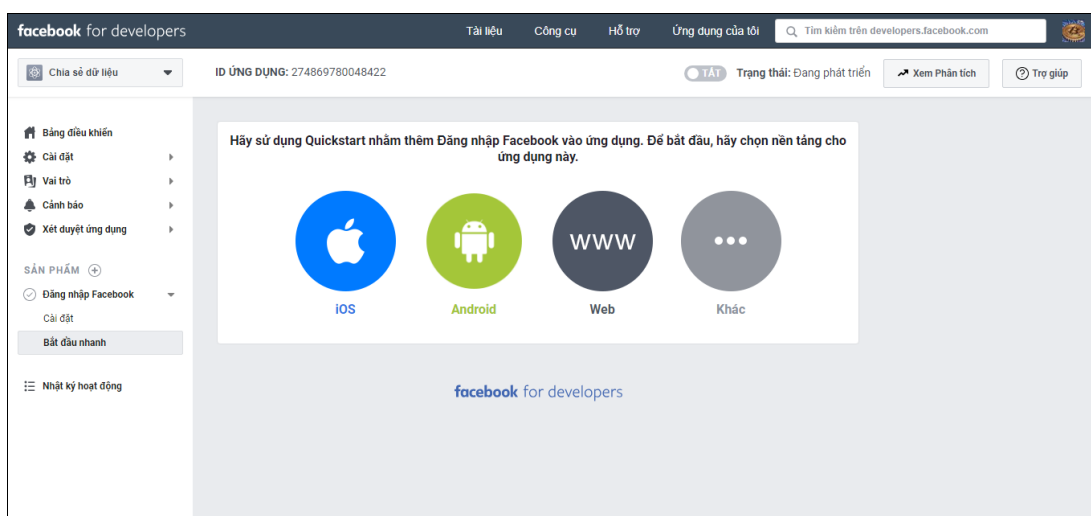 facebook for developers
Tài liệu
Công cụ
Hỗ trợ
Ứng dụng của tôi
Tìm kiếm trên developers.facebook.com
Chia sẻ dữ liệu
ID ỨNG DỤNG: 274869780048422
TẮT
Trạng thái: Đang phát triển
Xem Phân tích
Trợ giúp
Bảng điều khiển
Cài đặt
Vai trò
Cảnh báo
Xét duyệt ứng dụng
SẢN PHẨM
Đăng nhập Facebook
Cài đặt
Bắt đầu nhanh
Nhật ký hoạt động
Hãy sử dụng Quickstart nhằm thêm Đăng nhập Facebook vào ứng dụng. Để bắt đầu, hãy chọn nền tảng cho
ứng dụng này.
WWW
iOS
Android
Web
Khác
facebook for developers